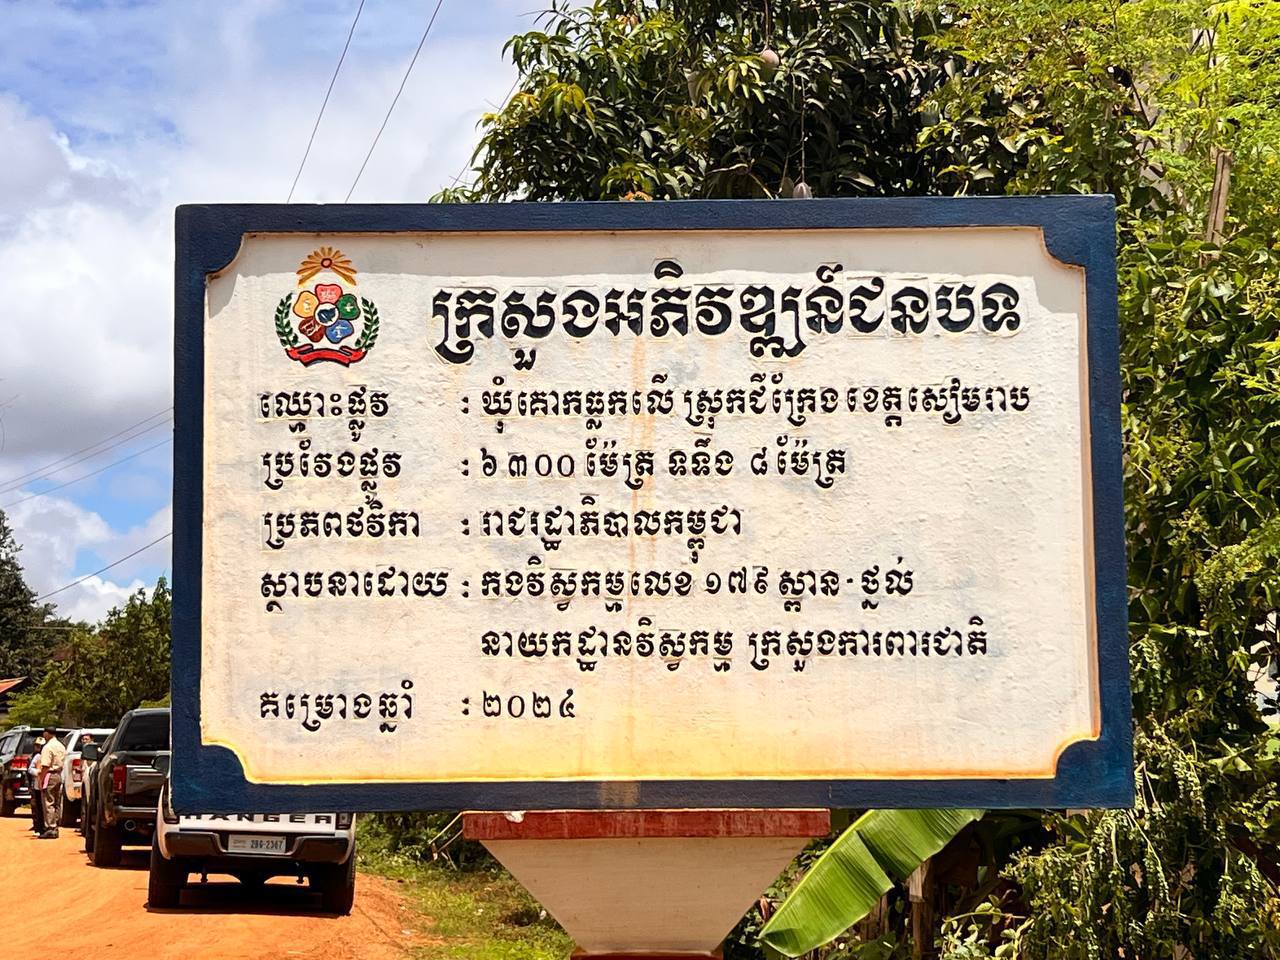 ក្រសួងអភិវឌ្ឍន៍ជនបទ
ឈ្មោះផ្លូវ : ឃុំគោកធ្លកលើ ស្រុកជីក្រែង ខេត្តសៀមរាប
ប្រវែងផ្លូវ : ៦៣០០ ម៉ែត្រ ទទឹង ៨ ម៉ែត្រ
ប្រភពថវិកា : រាជរដ្ឋាភិបាលកម្ពុជា
ស្ថាបនាដោយ : កងវិស្វកម្មលេខ ១៧៩ ស្ពាន - ថ្នល់
នាយកដ្ឋានវិស្វកម្ម ក្រសួងការពារជាតិ
គម្រោងឆ្នាំ : ២០២៤
RANGER
2BG-2367